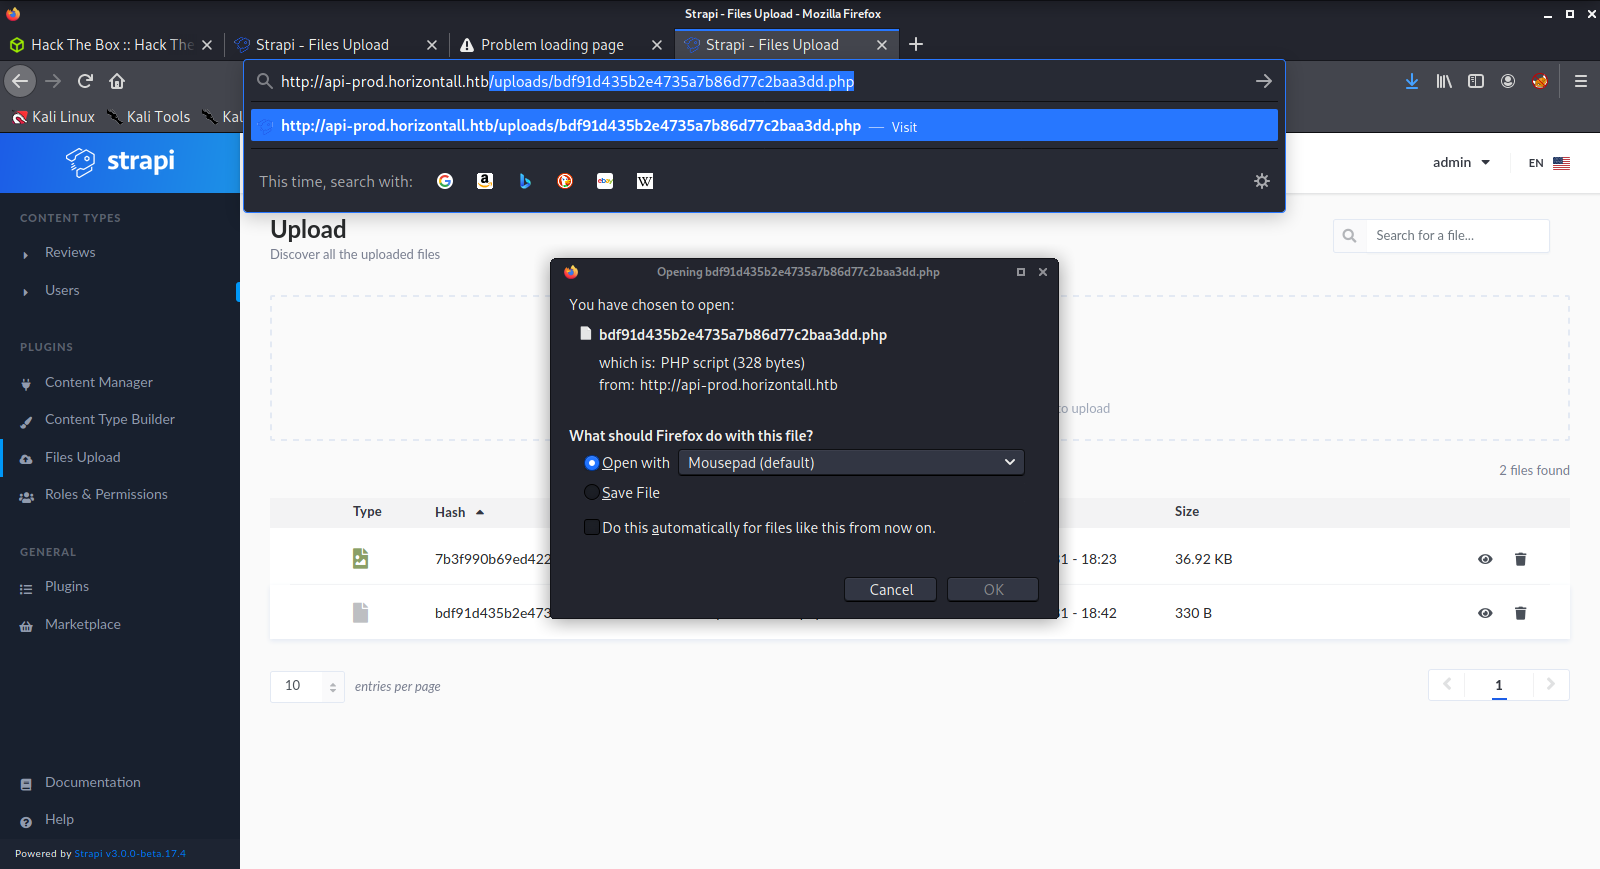 Strapi - Files Upload - Mozilla Firefox
Hack The Box :: Hack The
Strapi - Files Upload
Problem loading page
Strapi - Files Upload
http://api-prod.horizontall.htb/uploads/bdf91d435b2e4735a7b86d77c2baa3dd.php
Kali Linux
Kali Tools
Kal
http://api-prod.horizontall.htb/uploads/bdf91d435b2e4735a7b86d77c2baa3dd.php — Visit
This time, search with:
strapi
admin
EN
CONTENT TYPES
Reviews
Users
PLUGINS
Content Manager
Content Type Builder
Files Upload
Roles & Permissions
GENERAL
Plugins
Marketplace
Documentation
Help
Powered by Strapi v3.0.0-beta.17.4
Upload
Discover all the uploaded files
Search for a file...
to upload
2 files found
Type Hash Size
7b3f990b69ed422 1 - 18:23 36.92 KB
bdf91d435b2e473 1 - 18:42 330 B
10 entries per page
1
Opening bdf91d435b2e4735a7b86d77c2baa3dd.php
You have chosen to open:
bdf91d435b2e4735a7b86d77c2baa3dd.php
which is: PHP script (328 bytes)
from: http://api-prod.horizontall.htb
What should Firefox do with this file?
Open with Mousepad (default)
Save File
Do this automatically for files like this from now on.
Cancel
OK